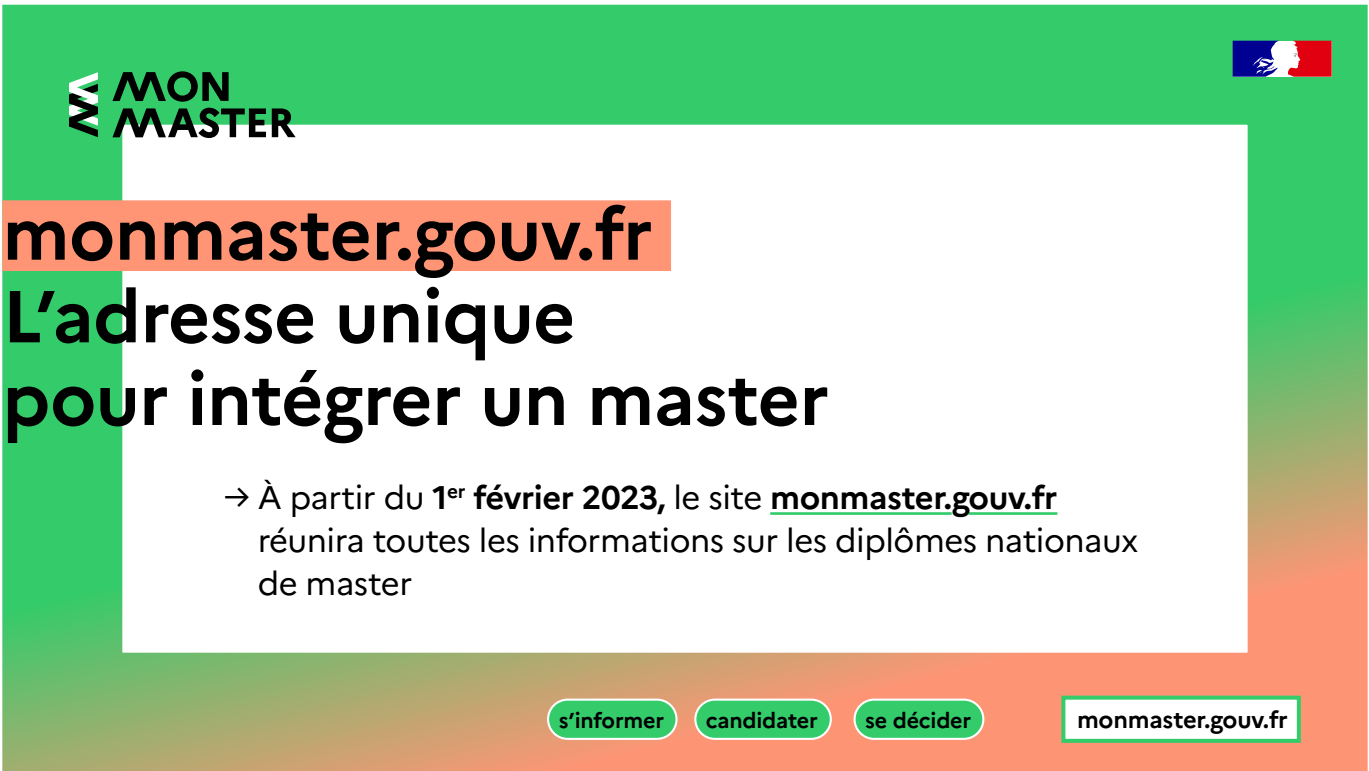 MON
MASTER
monmaster.gouv.fr
L’adresse unique
pour intégrer un master
→ À partir du 1er février 2023, le site monmaster.gouv.fr
réunira toutes les informations sur les diplômes nationaux
de master
s’informer
candidater
se décider
monmaster.gouv.fr